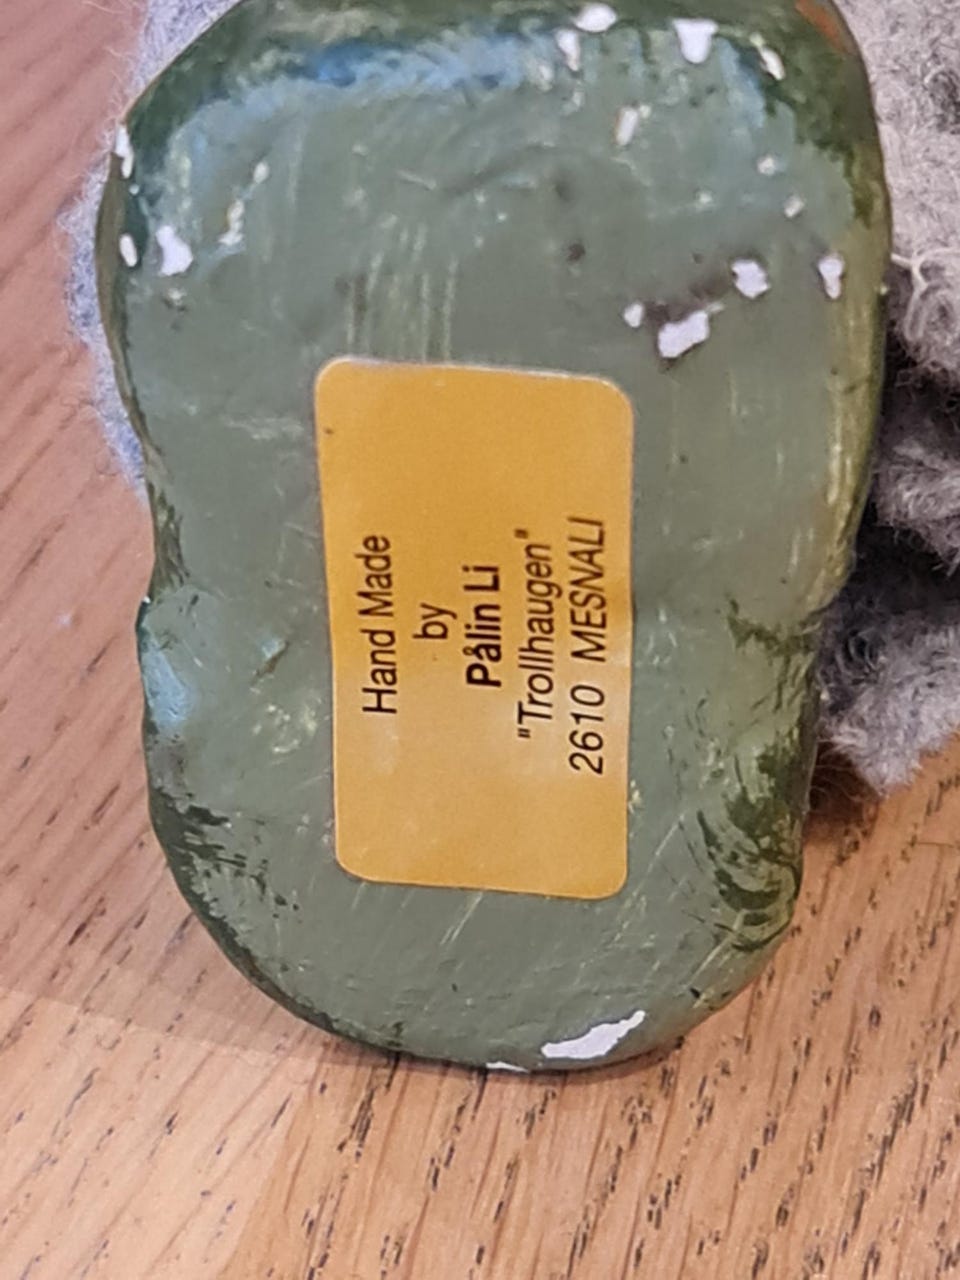 Hand Made
by
Pålin Li
"Trollhaugen"
2610 MESNALI